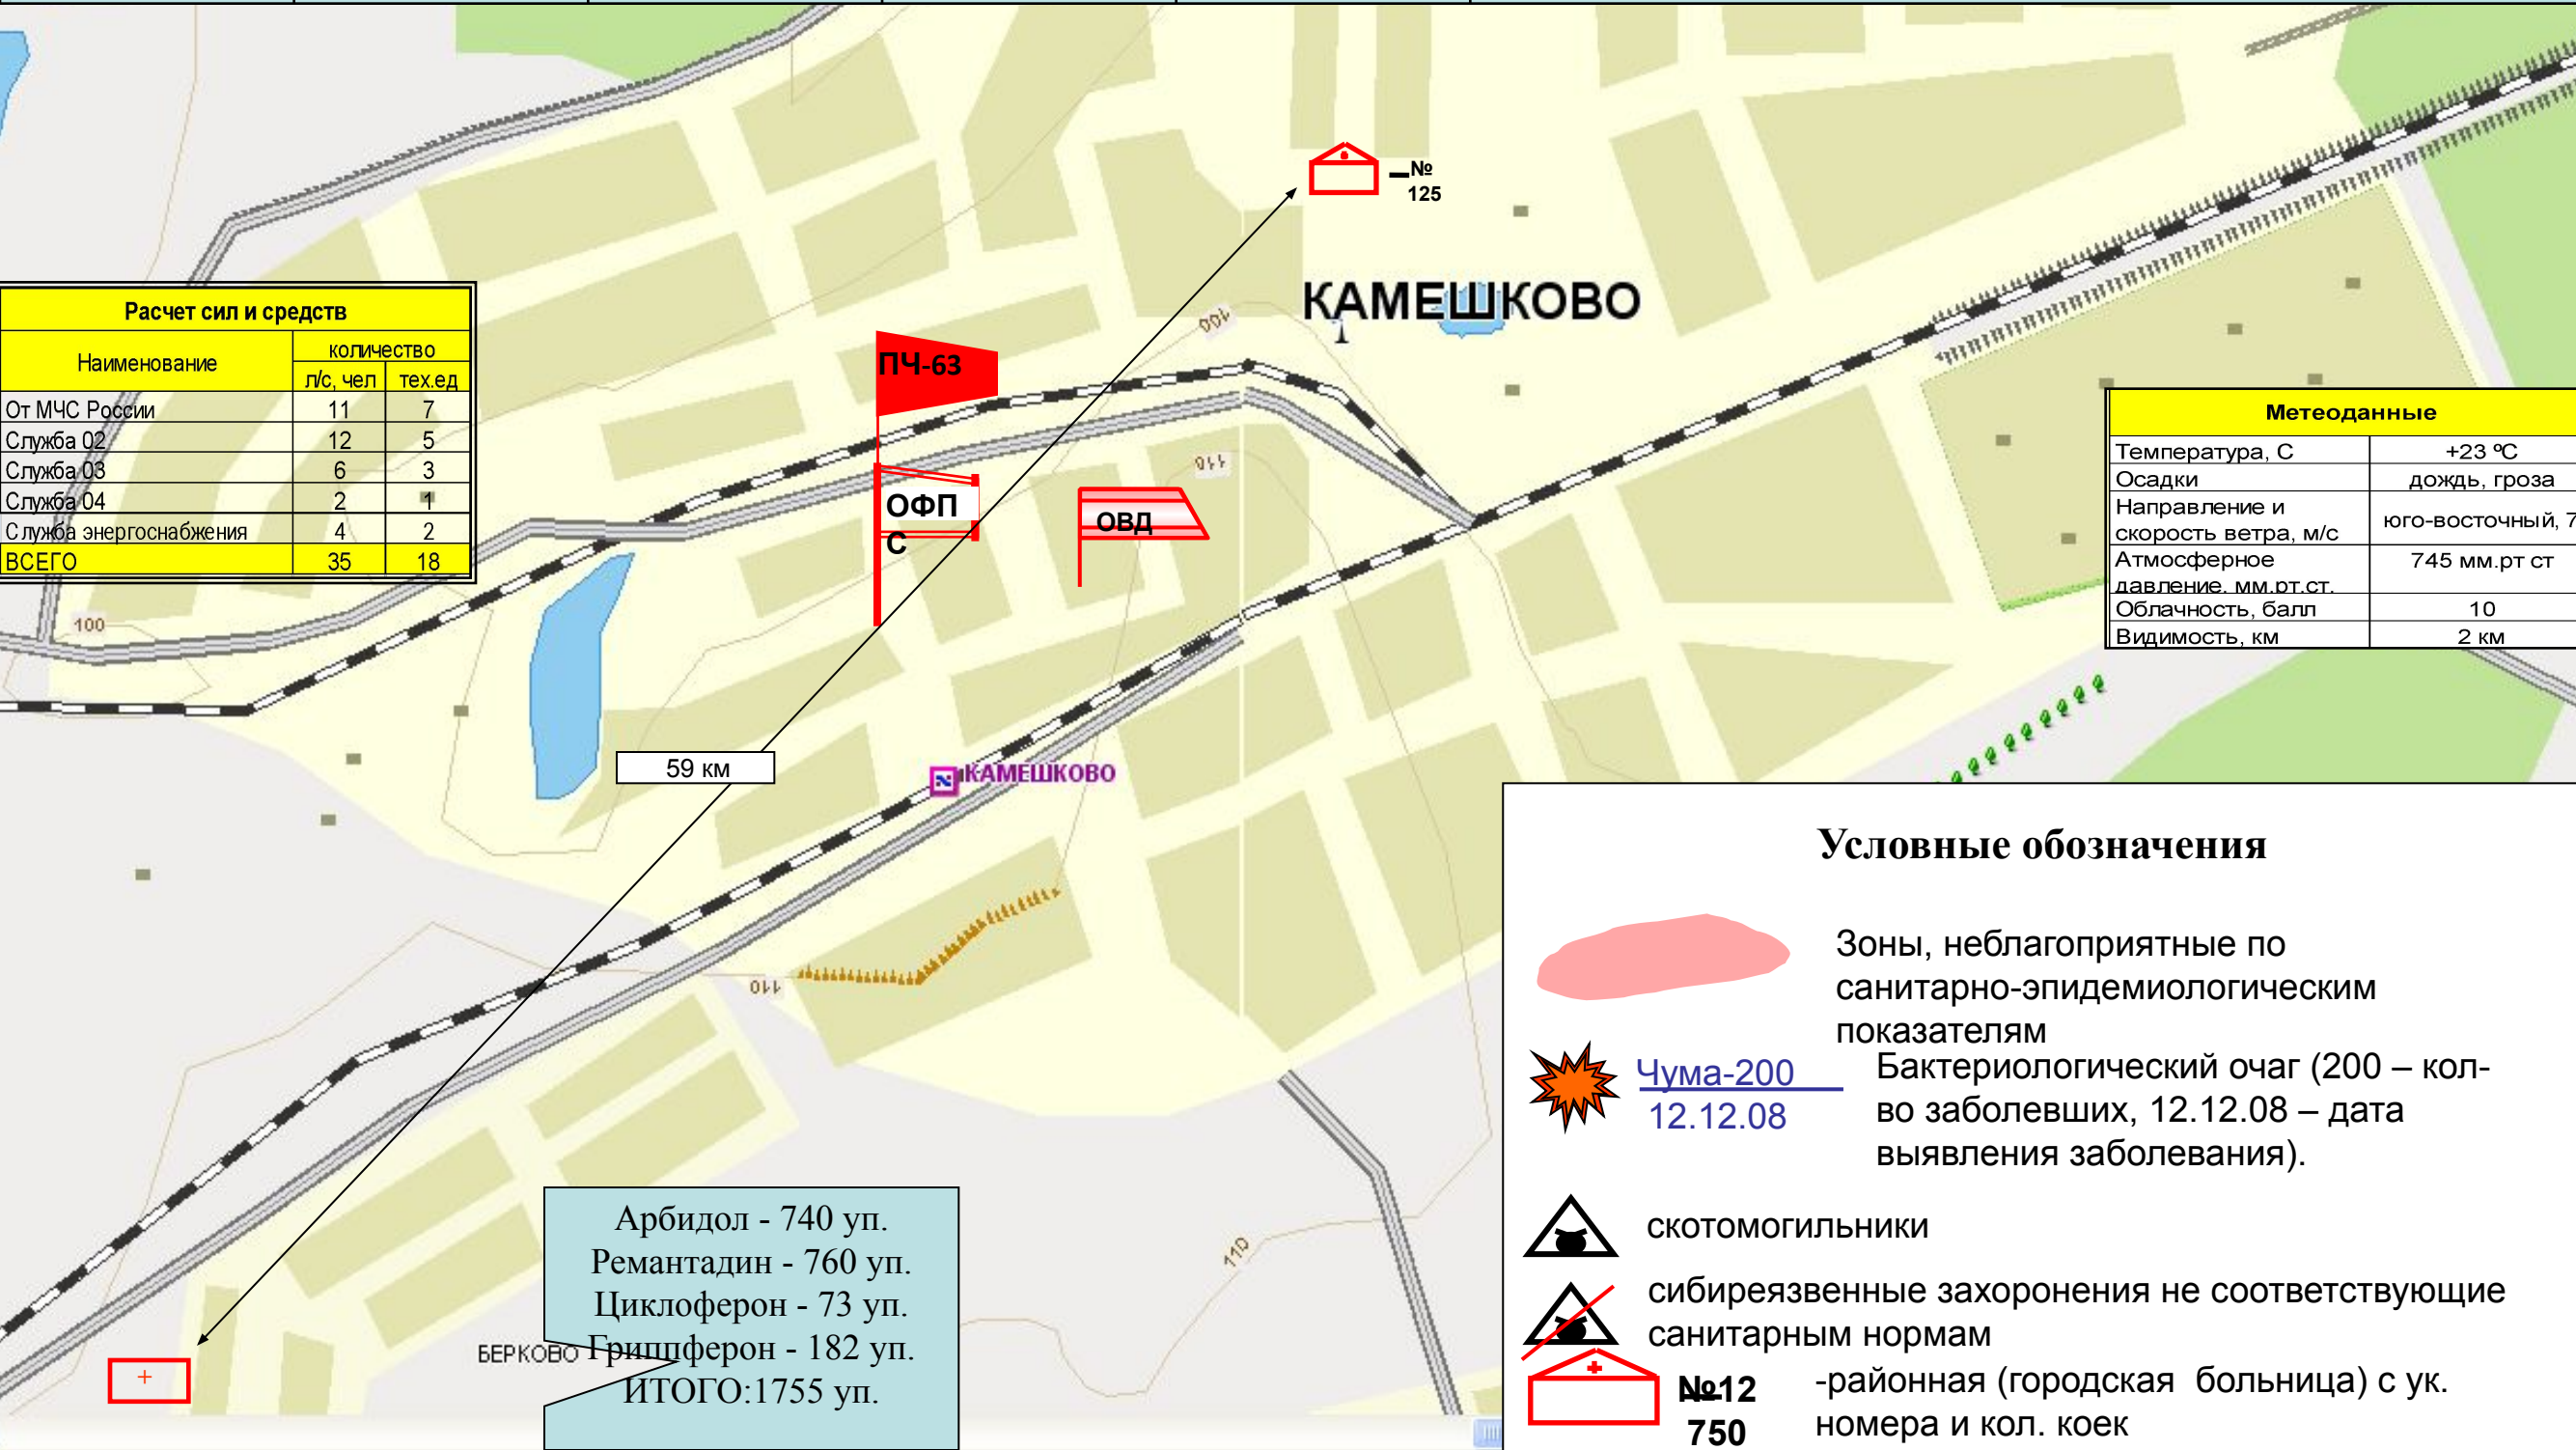 №
125
КАМЕШКОВО
Расчет сил и средств
Наименование
количество
л/с, чел тех.ед
От МЧС России 11 7
Служба 02 12 5
Служба 03 6 3
Служба 04 2 1
Служба энергоснабжения 4 2
ВСЕГО 35 18
ПЧ-63
ОФП
С
ОВД
100
110
100
Метеоданные
Температура, С +23 ºС
Осадки дождь, гроза
Направление и
скорость ветра, м/с юго-восточный, 7
Атмосферное
давление, мм.рт.ст. 745 мм.рт ст
Облачность, балл 10
Видимость, км 2 км
59 км
КАМЕШКОВО
110
110
БЕРКОВО
Арбидол - 740 уп.
Ремантадин - 760 уп.
Циклоферон - 73 уп.
Гриппферон - 182 уп.
ИТОГО:1755 уп.
Условные обозначения
Зоны, неблагоприятные по
санитарно-эпидемиологическим
показателям
Чума-200
12.12.08
Бактериологический очаг (200 – кол-
во заболевших, 12.12.08 – дата
выявления заболевания).
скотомогильники
сибиреязвенные захоронения не соответствующие
санитарным нормам
№12
750
-районная (городская больница) с ук.
номера и кол. коек